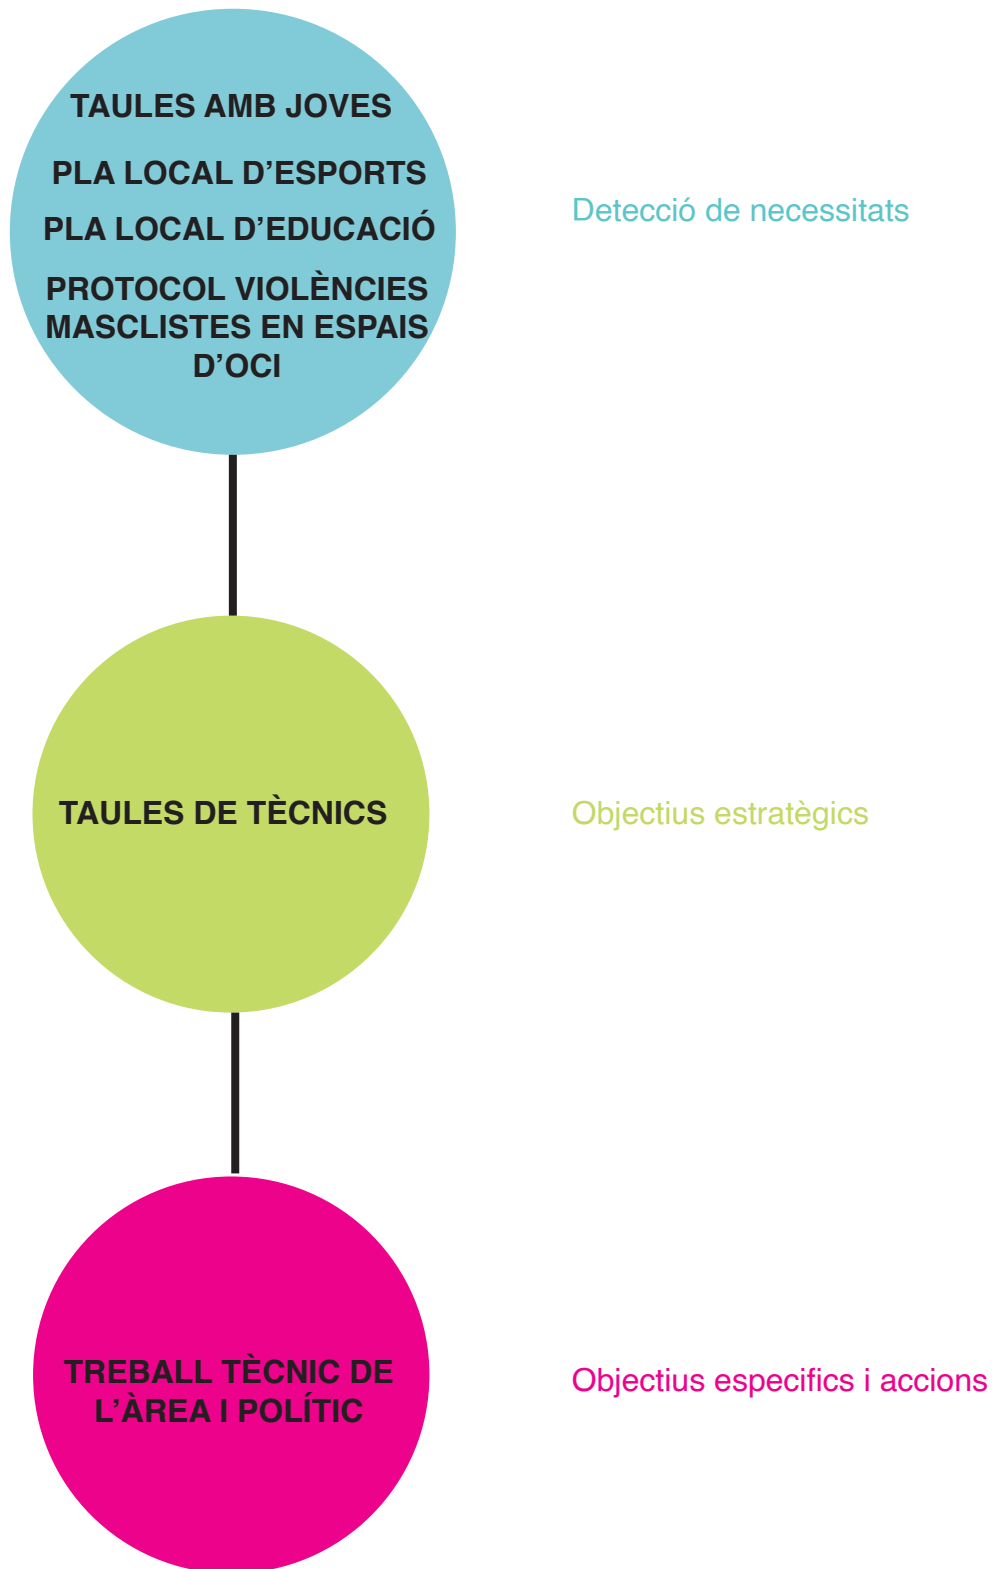 TAULES AMB JOVES
PLA LOCAL D’ESPORTS
PLA LOCAL D’EDUCACIÓ
PROTOCOL VIOLÈNCIES
MASCLISTES EN ESPAIS
D’OCI
Detecció de necessitats
TAULES DE TÈCNICS
Objectius estratègics
TREBALL TÈCNIC DE
L’ÀREA I POLÍTIC
Objectius especifics i accions